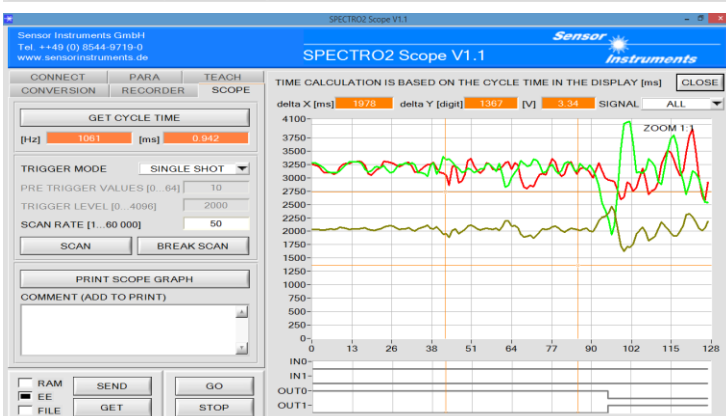 SPECTRO2 Scope V1.1
Sensor Instruments GmbH
Tel. ++49 (0) 8544-9719-0
www.sensorinstruments.de
SPECTRO2 Scope V1.1
Sensor
Instruments
CONNECT PARA TEACH
CONVERSION RECORDER SCOPE
GET CYCLE TIME
[Hz] 1061 [ms] 0.942
TRIGGER MODE SINGLE SHOT
PRE TRIGGER VALUES [0...64] 10
TRIGGER LEVEL [0...4096] 2000
SCAN RATE [1...60 000] 50
SCAN BREAK SCAN
PRINT SCOPE GRAPH
COMMENT (ADD TO PRINT)
RAM
EE
FILE
SEND GO
GET STOP
TIME CALCULATION IS BASED ON THE CYCLE TIME IN THE DISPLAY [ms] CLOSE
delta X [ms] 1978 delta Y [digit] 1367 [V] 3.34 SIGNAL ALL
ZOOM 1:1
4100
3750
3500
3250
3000
2750
2500
2250
2000
1750
1500
1250
1000
750
500
250
0
0 13 26 38 51 64 77 90 102 115 128
IN0
IN1
OUT0
OUT1